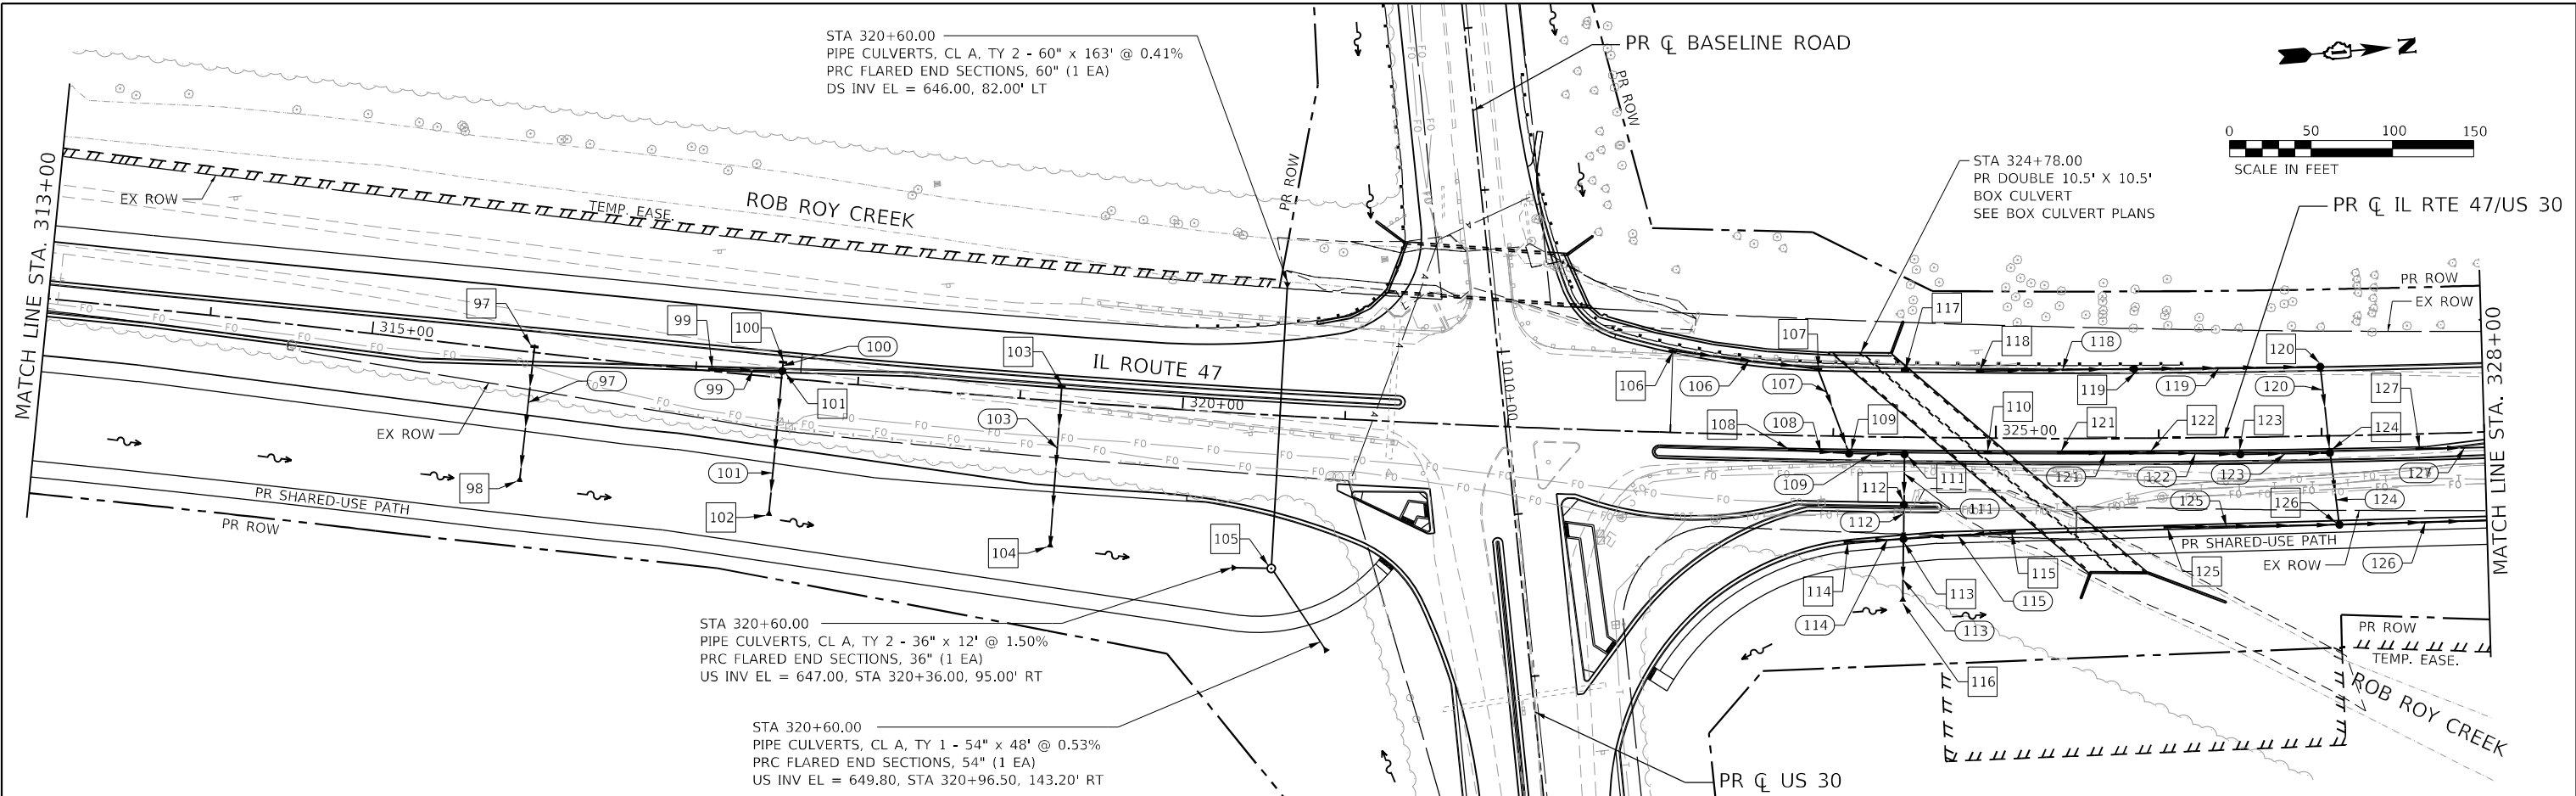 STA 320+60.00
PIPE CULVERTS, CL A, TY 2 - 60" x 163' @ 0.41%
PRC FLARED END SECTIONS, 60" (1 EA)
DS INV EL = 646.00, 82.00' LT
PR ℄ BASELINE ROAD
PR ROW
N
0 50 100 150
SCALE IN FEET
STA 324+78.00
PR DOUBLE 10.5' X 10.5'
BOX CULVERT
SEE BOX CULVERT PLANS
PR ℄ IL RTE 47/US 30
MATCH LINE STA. 313+00
EX ROW
TEMP. EASE.
ROB ROY CREEK
PR ROW
PR ROW
EX ROW
MATCH LINE STA. 328+00
315+00
97
99
100
100
103
IL ROUTE 47
320+00
1010+00
97
99
101
103
EX ROW
98
101
102
104
105
PR SHARED-USE PATH
PR ROW
106
106
107
107
117
118
118
119
119
120
120
108
108
109
109
110
325+00
121
121
122
122
123
123
124
124
127
127
111
111
112
112
125
125
126
126
PR SHARED-USE PATH
EX ROW
113
113
114
114
115
115
116
PR ROW
TEMP. EASE.
ROB ROY CREEK
STA 320+60.00
PIPE CULVERTS, CL A, TY 2 - 36" x 12' @ 1.50%
PRC FLARED END SECTIONS, 36" (1 EA)
US INV EL = 647.00, STA 320+36.00, 95.00' RT
STA 320+60.00
PIPE CULVERTS, CL A, TY 1 - 54" x 48' @ 0.53%
PRC FLARED END SECTIONS, 54" (1 EA)
US INV EL = 649.80, STA 320+96.50, 143.20' RT
PR ℄ US 30